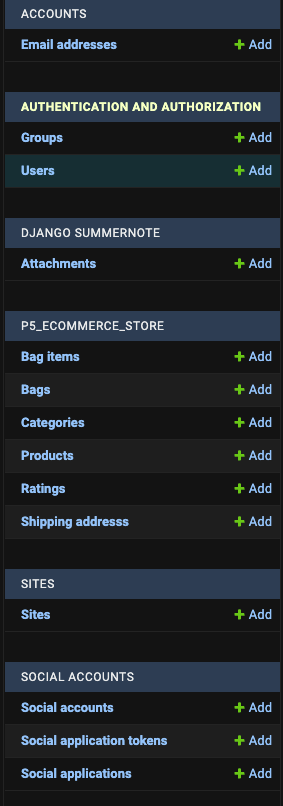 ACCOUNTS
Email addresses + Add
AUTHENTICATION AND AUTHORIZATION
Groups + Add
Users + Add
DJANGO SUMMERNOTE
Attachments + Add
P5_ECOMMERCE_STORE
Bag items + Add
Bags + Add
Categories + Add
Products + Add
Ratings + Add
Shipping addresss + Add
SITES
Sites + Add
SOCIAL ACCOUNTS
Social accounts + Add
Social application tokens + Add
Social applications + Add